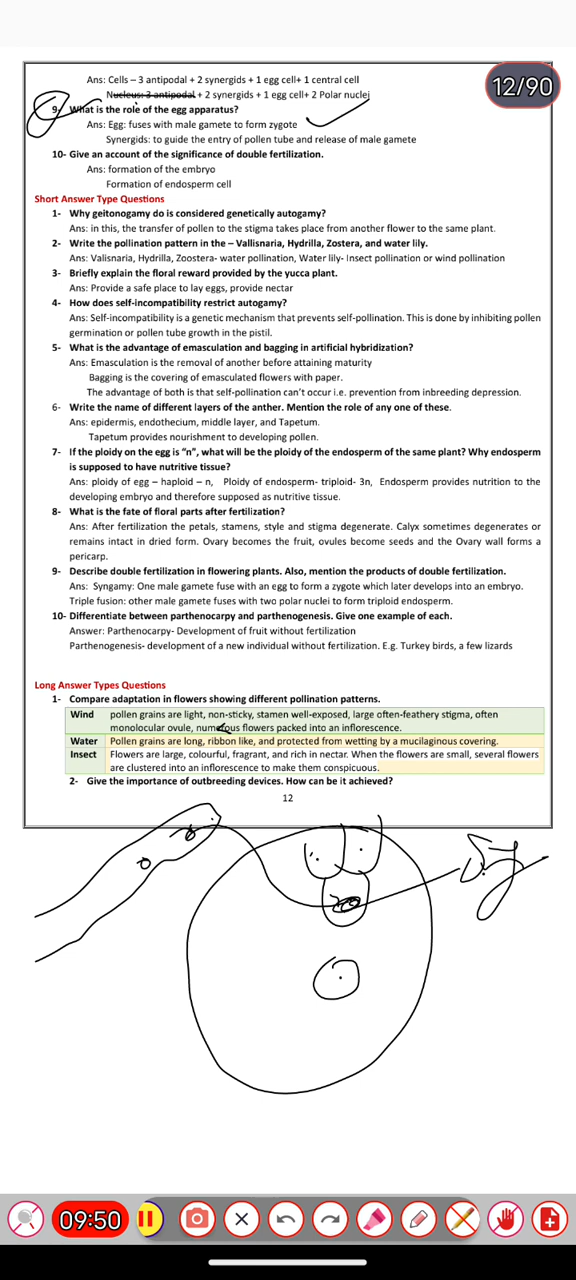 12/90
Ans: Cells – 3 antipodal + 2 synergids + 1 egg cell+ 1 central cell
Nucleus: 3 antipodal + 2 synergids + 1 egg cell+ 2 Polar nuclei
9- What is the role of the egg apparatus?
Ans: Egg: fuses with male gamete to form zygote
Synergids: to guide the entry of pollen tube and release of male gamete
10- Give an account of the significance of double fertilization.
Ans: formation of the embryo
Formation of endosperm cell
Short Answer Type Questions
1- Why geitonogamy do is considered genetically autogamy?
Ans: in this, the transfer of pollen to the stigma takes place from another flower to the same plant.
2- Write the pollination pattern in the – Vallisnaria, Hydrilla, Zostera, and water lily.
Ans: Valisnaria, Hydrilla, Zoostera- water pollination, Water lily- Insect pollination or wind pollination
3- Briefly explain the floral reward provided by the yucca plant.
Ans: Provide a safe place to lay eggs, provide nectar
4- How does self-incompatibility restrict autogamy?
Ans: Self-incompatibility is a genetic mechanism that prevents self-pollination. This is done by inhibiting pollen
germination or pollen tube growth in the pistil.
5- What is the advantage of emasculation and bagging in artificial hybridization?
Ans: Emasculation is the removal of another before attaining maturity
Bagging is the covering of emasculated flowers with paper.
The advantage of both is that self-pollination can't occur i.e. prevention from inbreeding depression.
6- Write the name of different layers of the anther. Mention the role of any one of these.
Ans: epidermis, endothecium, middle layer, and Tapetum.
Tapetum provides nourishment to developing pollen.
7- If the ploidy on the egg is “n”, what will be the ploidy of the endosperm of the same plant? Why endosperm
is supposed to have nutritive tissue?
Ans: ploidy of egg – haploid – n, Ploidy of endosperm- triploid- 3n, Endosperm provides nutrition to the
developing embryo and therefore supposed as nutritive tissue.
8- What is the fate of floral parts after fertilization?
Ans: After fertilization the petals, stamens, style and stigma degenerate. Calyx sometimes degenerates or
remains intact in dried form. Ovary becomes the fruit, ovules become seeds and the Ovary wall forms a
pericarp.
9- Describe double fertilization in flowering plants. Also, mention the products of double fertilization.
Ans: Syngamy: One male gamete fuse with an egg to form a zygote which later develops into an embryo.
Triple fusion: other male gamete fuses with two polar nuclei to form triploid endosperm.
10- Differentiate between parthenocarpy and parthenogenesis. Give one example of each.
Answer: Parthenocarpy- Development of fruit without fertilization
Parthenogenesis- development of a new individual without fertilization. E.g. Turkey birds, a few lizards
Long Answer Types Questions
1- Compare adaptation in flowers showing different pollination patterns.
Wind pollen grains are light, non-sticky, stamen well-exposed, large often-feathery stigma, often
monolocular ovule, numerous flowers packed into an inflorescence.
Water Pollen grains are long, ribbon like, and protected from wetting by a mucilaginous covering.
Insect Flowers are large, colourful, fragrant, and rich in nectar. When the flowers are small, several flowers
are clustered into an inflorescence to make them conspicuous.
2- Give the importance of outbreeding devices. How can it be achieved?
12
09:50